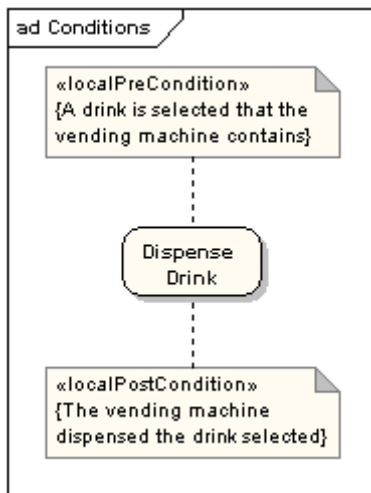 ad Conditions
«localPreCondition»
{A drink is selected that the
vending machine contains}
Dispense
Drink
«localPostCondition»
{The vending machine
dispensed the drink selected}